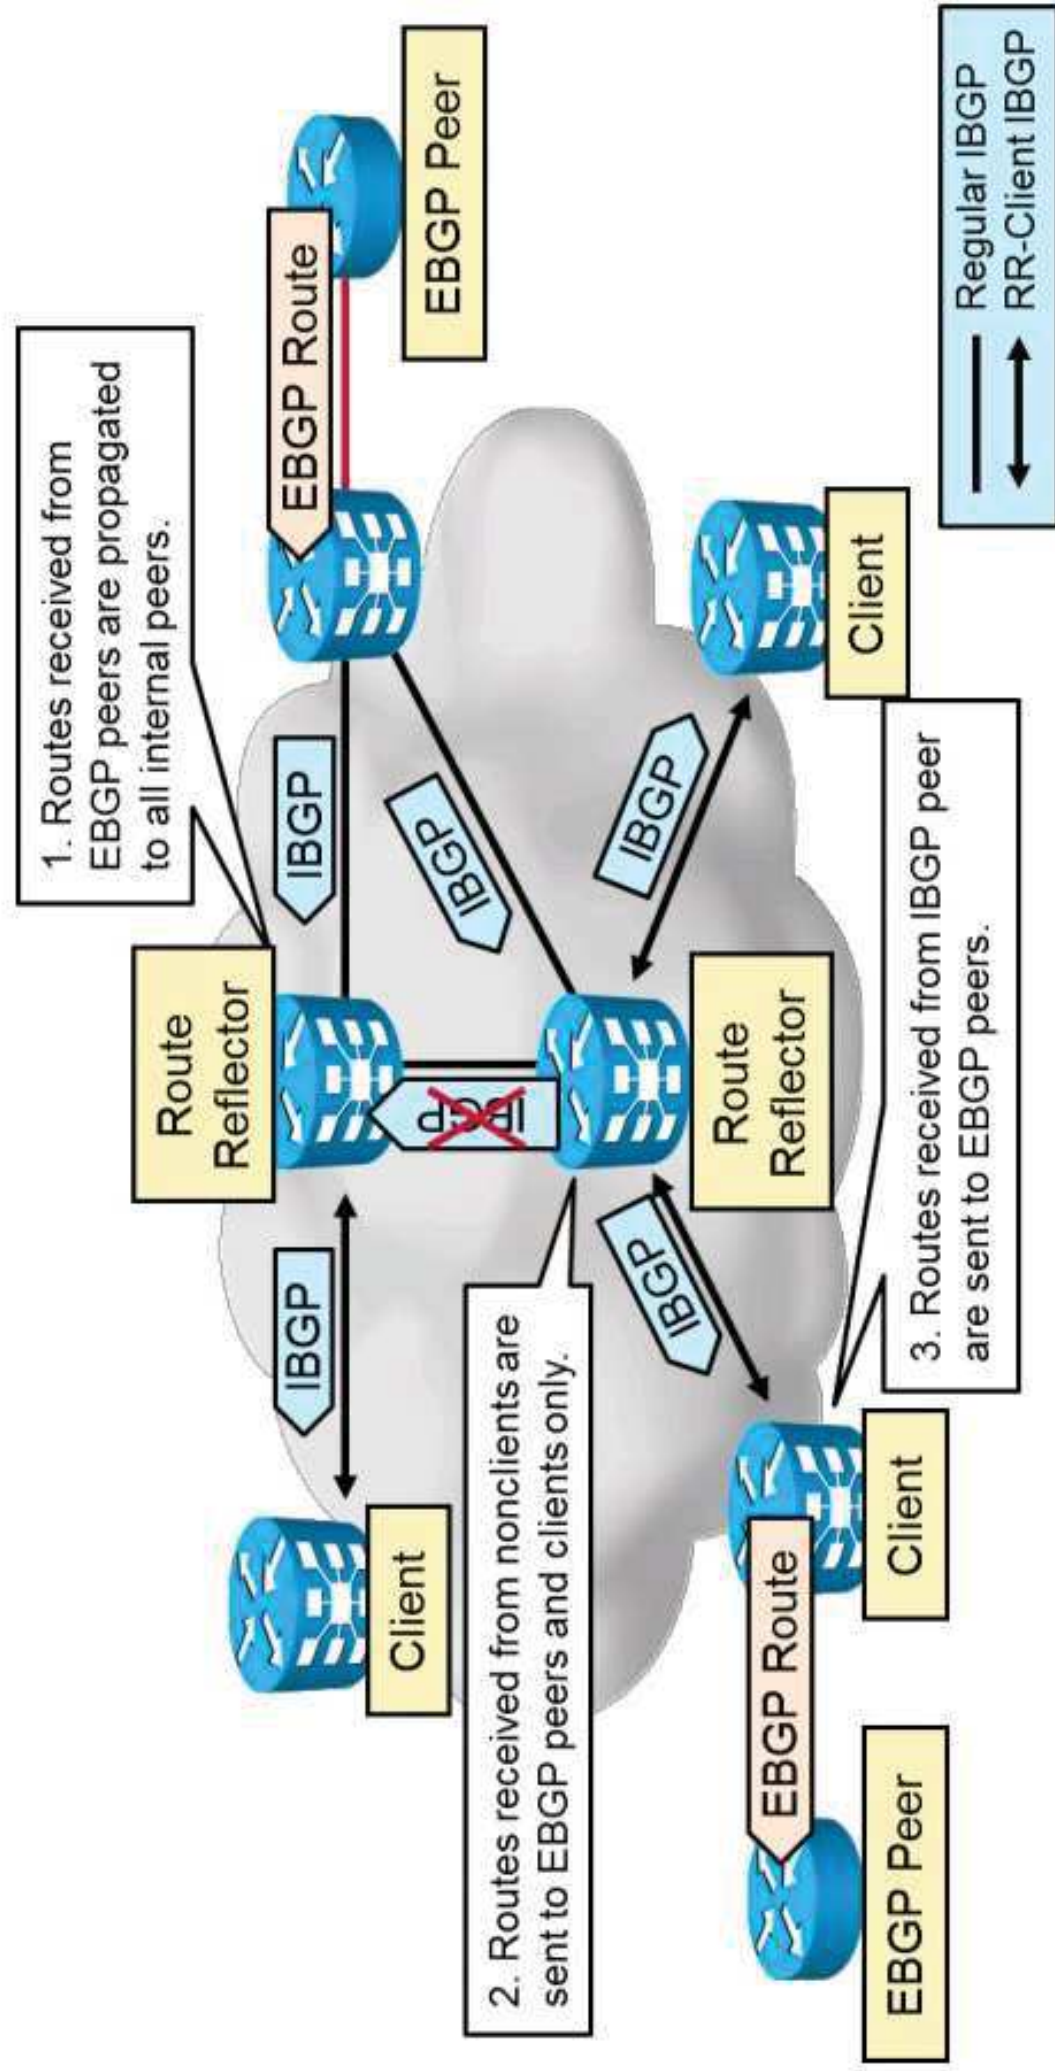 1. Routes received from
EBGP peers are propagated
to all internal peers.
Route
Reflector
EBGP Route
EBGP Peer
IBGP
IBGP
IBGP
Client
IBGP
IBGP
IBGP
2. Routes received from nonclients are
sent to EBGP peers and clients only.
Route
Reflector
Client
Client
EBGP Route
EBGP Peer
3. Routes received from IBGP peer
are sent to EBGP peers.
Regular IBGP
RR-Client IBGP